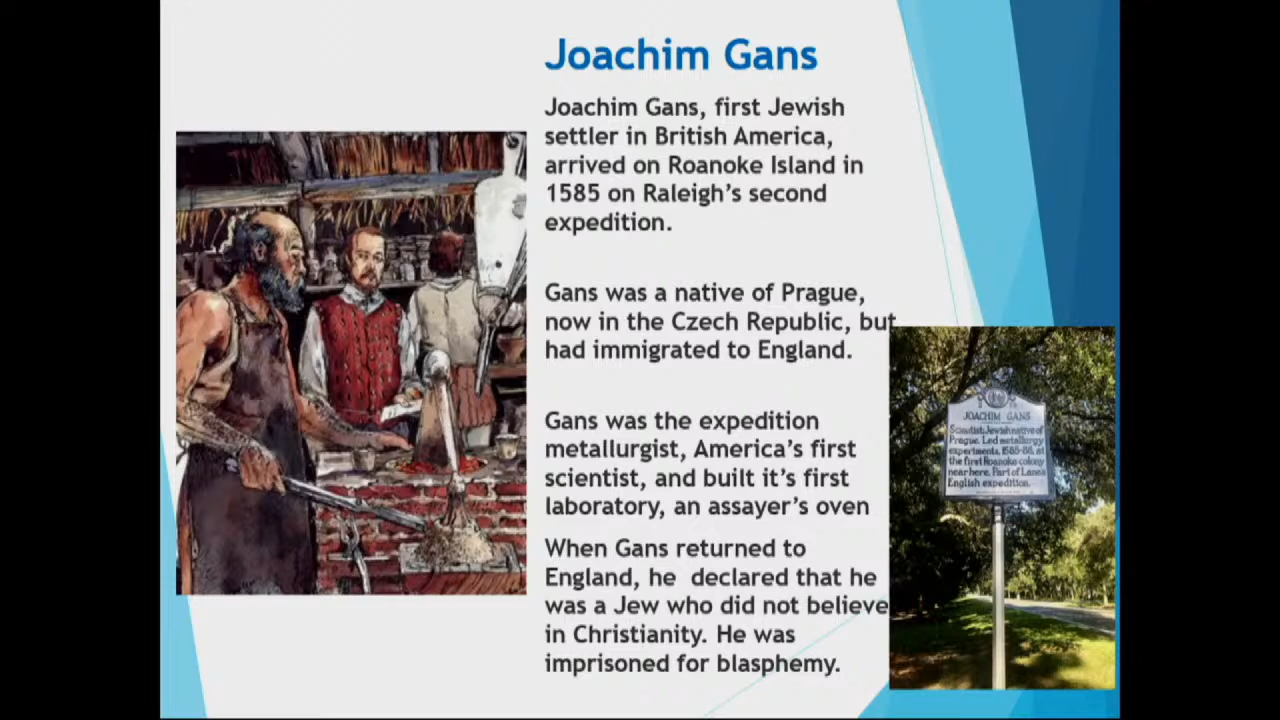 Joachim Gans
Joachim Gans, first Jewish
settler in British America,
arrived on Roanoke Island in
1585 on Raleigh's second
expedition.
Gans was a native of Prague,
now in the Czech Republic, but
had immigrated to England.
Gans was the expedition
metallurgist, America's first
scientist, and built it's first
laboratory, an assayer's oven
When Gans returned to
England, he declared that he
was a Jew who did not believe
in Christianity. He was
imprisoned for blasphemy.
JOACHIM GANS
Scientist. Jewish native of
Prague. Led metallurgy
experiments, 1585-86, at
the first Roanoke colony
near here. Part of Lane's
English expedition.